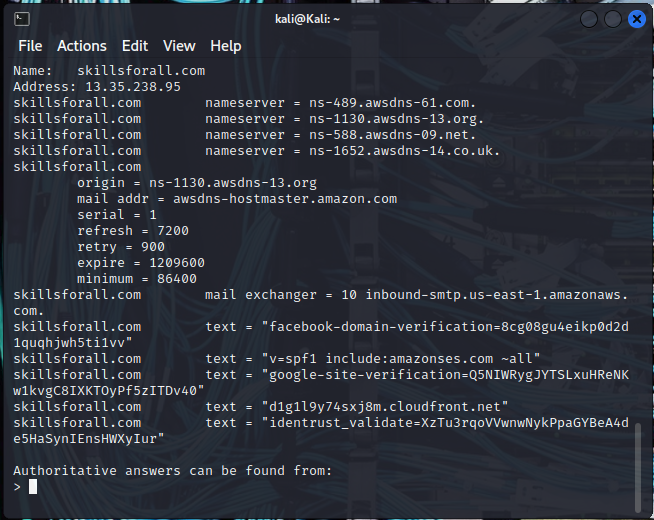 kali@Kali: ~
File Actions Edit View Help
Name:   skillsforall.com
Address: 13.35.238.95
skillsforall.com        nameserver = ns-489.awsdns-61.com.
skillsforall.com        nameserver = ns-1130.awsdns-13.org.
skillsforall.com        nameserver = ns-588.awsdns-09.net.
skillsforall.com        nameserver = ns-1652.awsdns-14.co.uk.
skillsforall.com
        origin = ns-1130.awsdns-13.org
        mail addr = awsdns-hostmaster.amazon.com
        serial = 1
        refresh = 7200
        retry = 900
        expire = 1209600
        minimum = 86400
skillsforall.com        mail exchanger = 10 inbound-smtp.us-east-1.amazonaws.
com.
skillsforall.com        text = "facebook-domain-verification=8cg08gu4eikp0d2d
1quqhjwh5ti1vv"
skillsforall.com        text = "v=spf1 include:amazonses.com ~all"
skillsforall.com        text = "google-site-verification=Q5NIWRygJYTSLxuHReNK
w1kvgC8IXKTOyPf5zITDv40"
skillsforall.com        text = "d1g1l9y74sxj8m.cloudfront.net"
skillsforall.com        text = "identrust_validate=XzTu3rqoVVwnwNykPpaGYBeA4d
e5HaSynIEnsHWXyIur"

Authoritative answers can be found from:
>